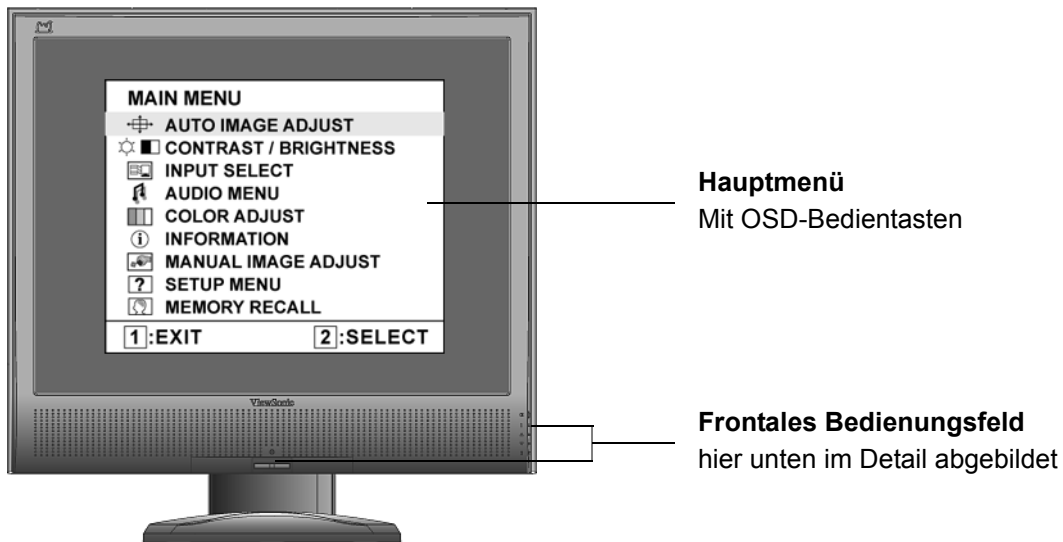 MAIN MENU
AUTO IMAGE ADJUST
CONTRAST / BRIGHTNESS
INPUT SELECT
AUDIO MENU
COLOR ADJUST
INFORMATION
MANUAL IMAGE ADJUST
SETUP MENU
MEMORY RECALL
1:EXIT 2:SELECT
ViewSonic
Hauptmenü
Mit OSD-Bedientasten
Frontales Bedienungsfeld
hier unten im Detail abgebildet